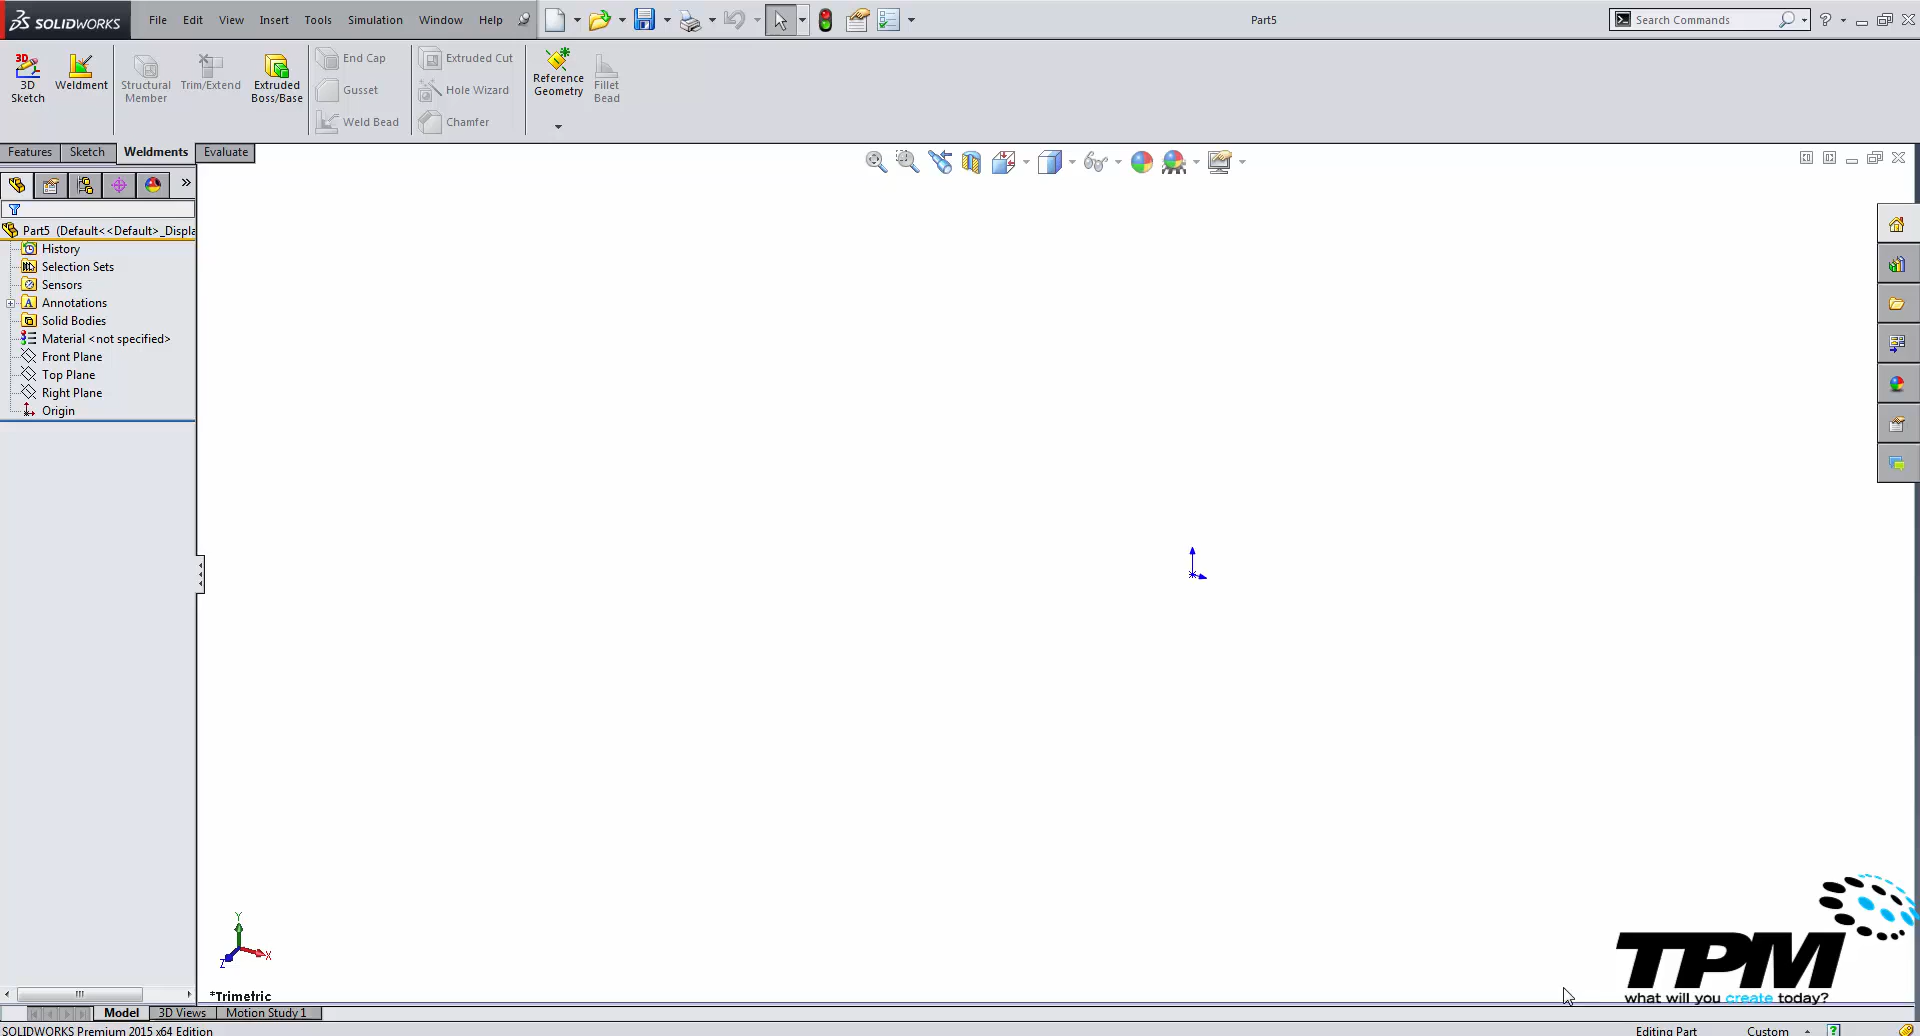 SOLIDWORKS File Edit View Insert Tools Simulation Window Help Part5 Search Commands ?
3D
3D Sketch
Weldment
Structural Member
Trim/Extend
Extruded Boss/Base
End Cap
Gusset
Weld Bead
Extruded Cut
Hole Wizard
Chamfer
Reference Geometry
Fillet Bead
Features Sketch Weldments Evaluate
»
Part5 (Default<<Default>_Displa
History
Selection Sets
Sensors
A Annotations
Solid Bodies
Material <not specified>
Front Plane
Top Plane
Right Plane
Origin
Y
X
Z
*Trimetric
TPM
what will you create today?
Model 3D Views Motion Study 1
SOLIDWORKS Premium 2015 x64 Edition Editing Part Custom ?